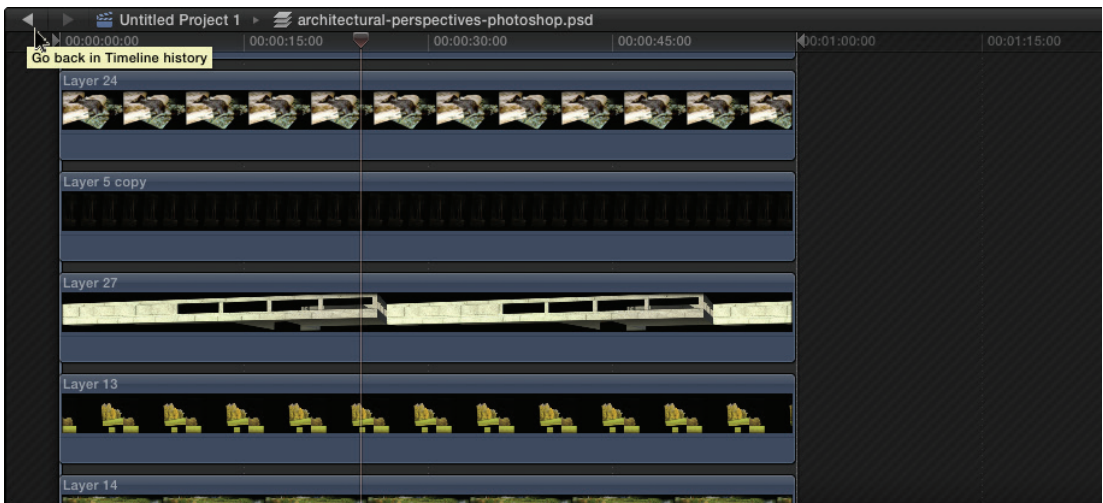 Untitled Project 1 architectural-perspectives-photoshop.psd
00:00:00:00 00:00:15:00 00:00:30:00 00:00:45:00 00:01:00:00 00:01:15:00
Go back in Timeline history
Layer 24
Layer 5 copy
Layer 27
Layer 13
Layer 14